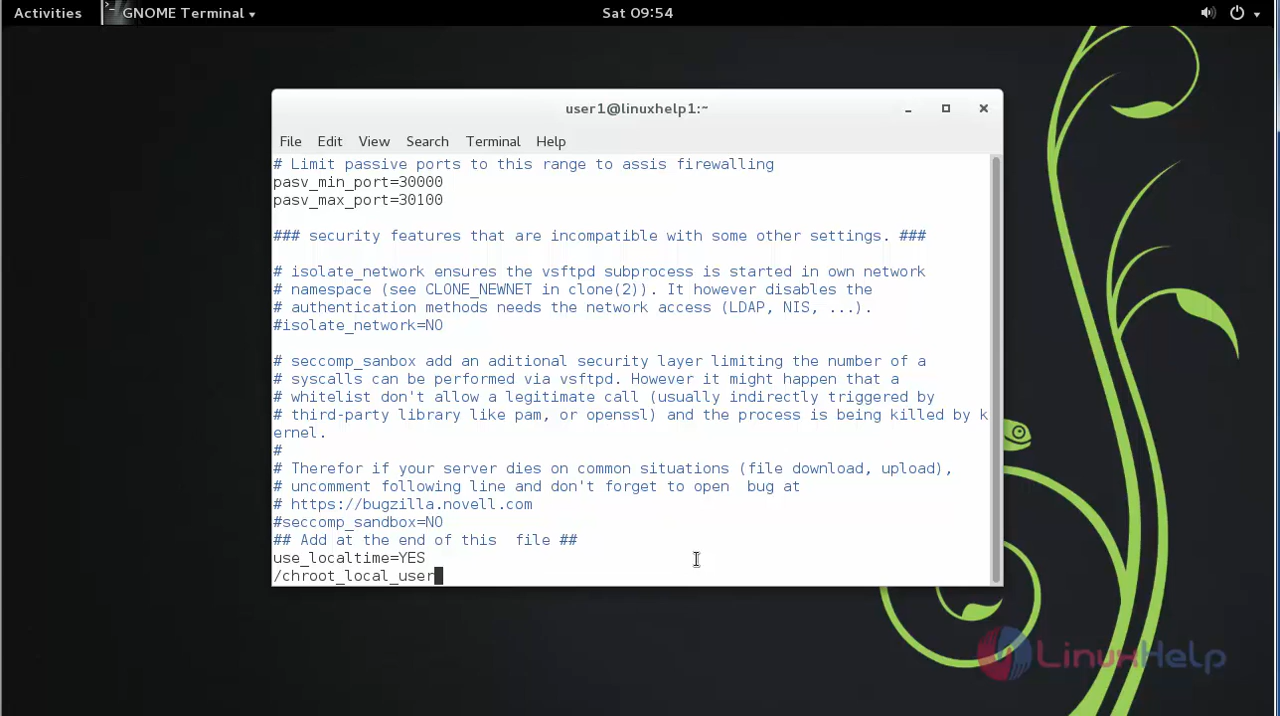 Activities GNOME Terminal Sat 09:54
user1@linuxhelp1:~
File Edit View Search Terminal Help
# Limit passive ports to this range to assis firewalling
pasv_min_port=30000
pasv_max_port=30100
### security features that are incompatible with some other settings. ###
# isolate_network ensures the vsftpd subprocess is started in own network
# namespace (see CLONE_NEWNET in clone(2)). It however disables the
# authentication methods needs the network access (LDAP, NIS, ...).
#isolate_network=NO
# seccomp_sanbox add an aditional security layer limiting the number of a
# syscalls can be performed via vsftpd. However it might happen that a
# whitelist don't allow a legitimate call (usually indirectly triggered by
# third-party library like pam, or openssl) and the process is being killed by k
ernel.
#
# Therefor if your server dies on common situations (file download, upload),
# uncomment following line and don't forget to open  bug at
# https://bugzilla.novell.com
#seccomp_sandbox=NO
## Add at the end of this  file ##
use_localtime=YES
/chroot_local_user
LinuxHelp